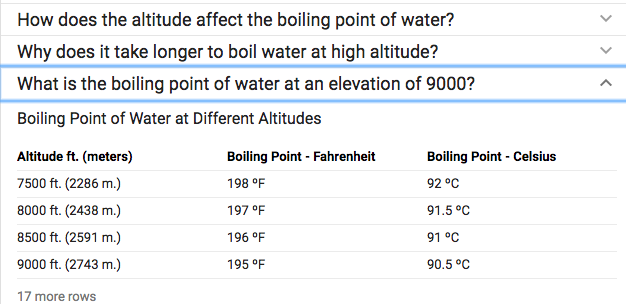 How does the altitude affect the boiling point of water?
Why does it take longer to boil water at high altitude?
What is the boiling point of water at an elevation of 9000?
Boiling Point of Water at Different Altitudes
Altitude ft. (meters) Boiling Point - Fahrenheit Boiling Point - Celsius
7500 ft. (2286 m.) 198 ºF 92 ºC
8000 ft. (2438 m.) 197 ºF 91.5 ºC
8500 ft. (2591 m.) 196 ºF 91 ºC
9000 ft. (2743 m.) 195 ºF 90.5 ºC
17 more rows